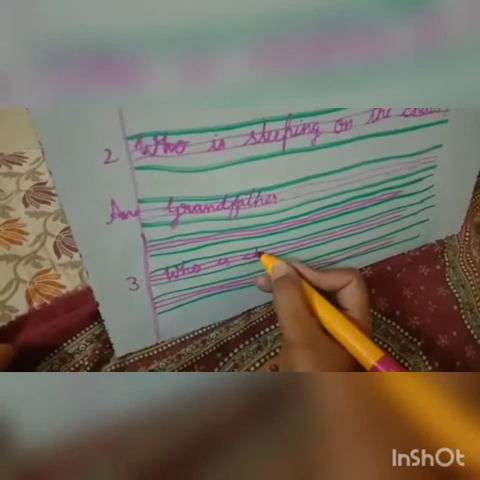 2 Who is sleeping on the
Ans Grandfather.
3 Who is
InShOt